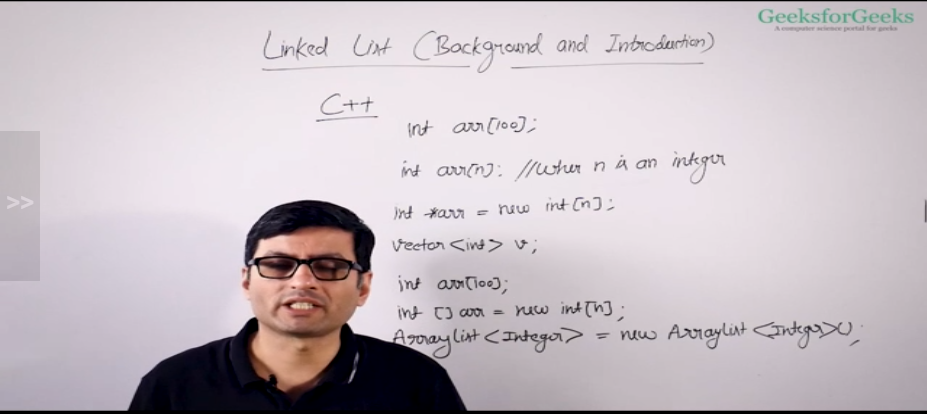 GeeksforGeeks
A computer science portal for geeks
Linked List (Background and Introduction)
C++
int arr[100];
int arr[n]; //When n is an integer
int *arr = new int[n];
vector<int> v;
int arr[100];
int [] arr = new int[n];
ArrayList<Integer> = new ArrayList<Integer>();
>>